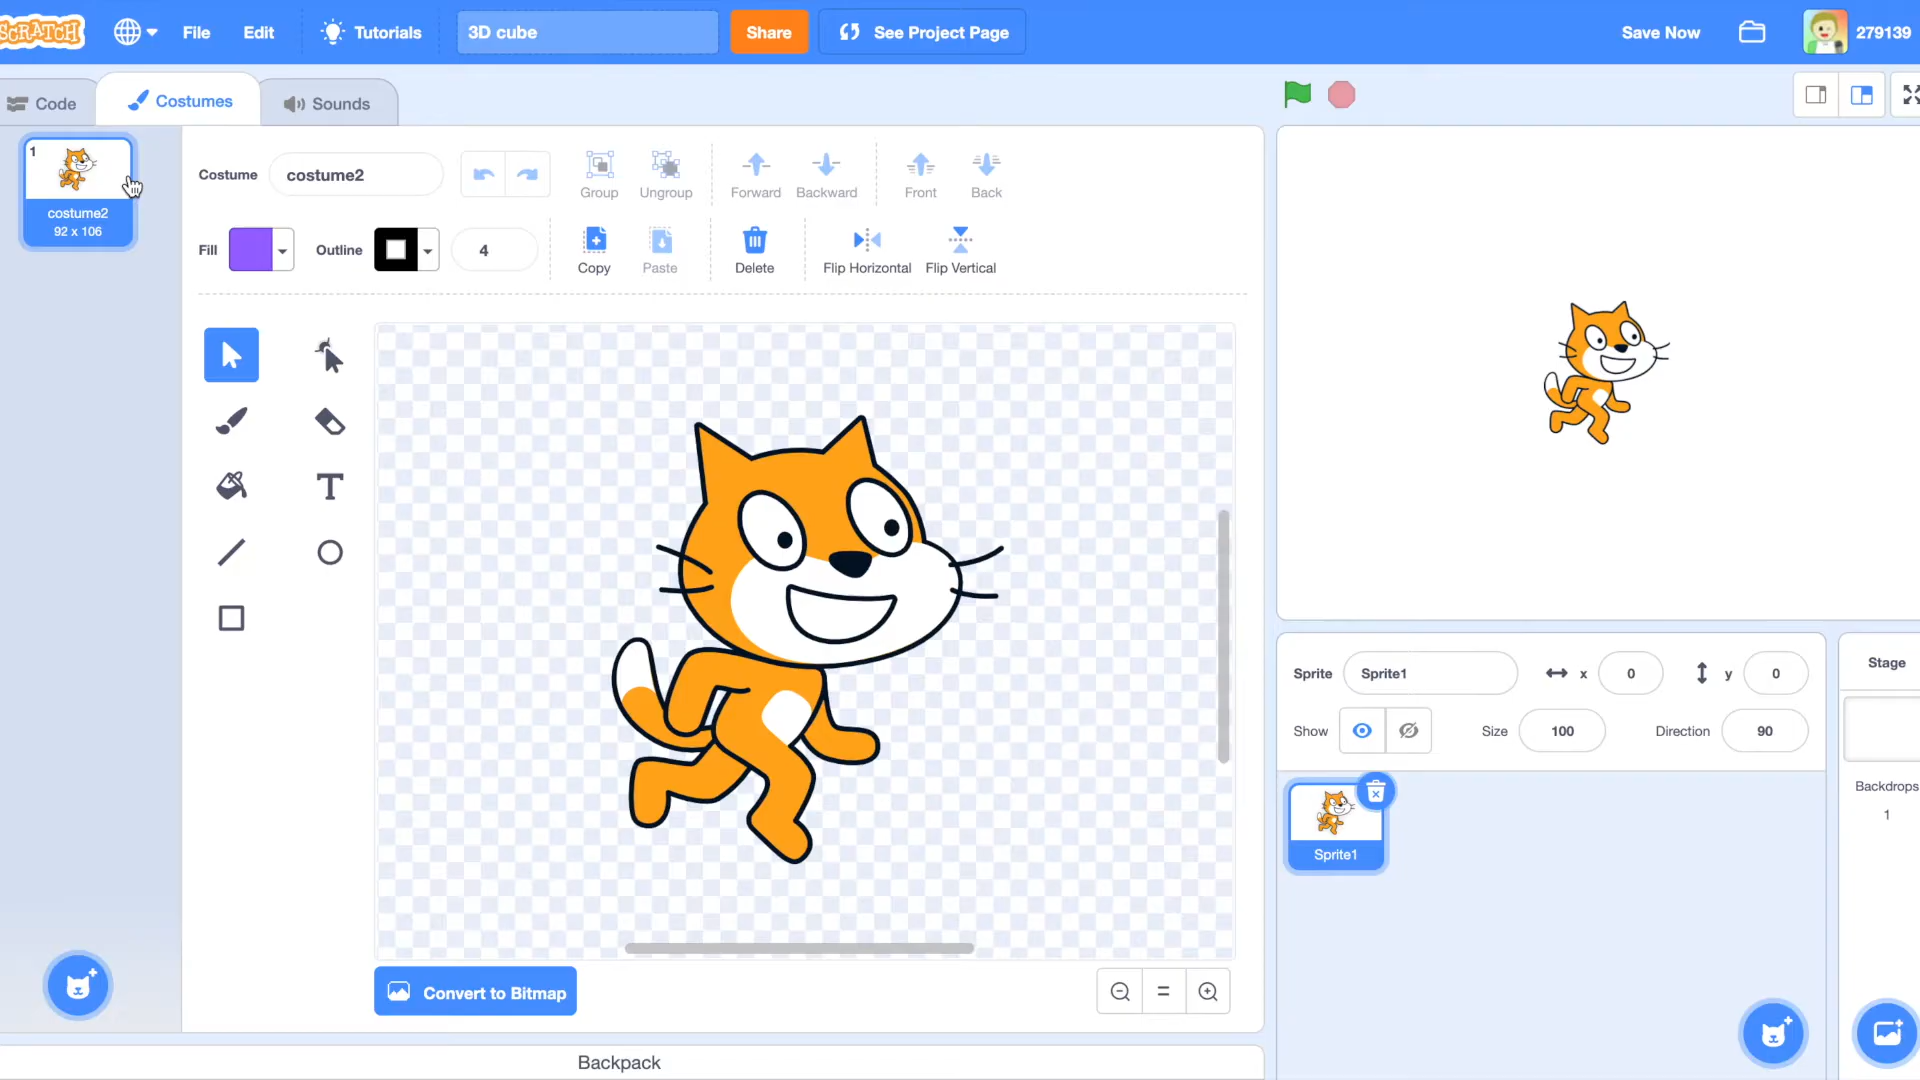 SCRATCH
File
Edit
Tutorials
3D cube
Share
See Project Page
Save Now
279139
Code
Costumes
Sounds
1
costume2
92 x 106
Costume
costume2
Group
Ungroup
Forward
Backward
Front
Back
Fill
Outline
4
Copy
Paste
Delete
Flip Horizontal
Flip Vertical
T
Convert to Bitmap
Backpack
Sprite
Sprite1
x
0
y
0
Show
Size
100
Direction
90
Sprite1
Stage
Backdrops
1